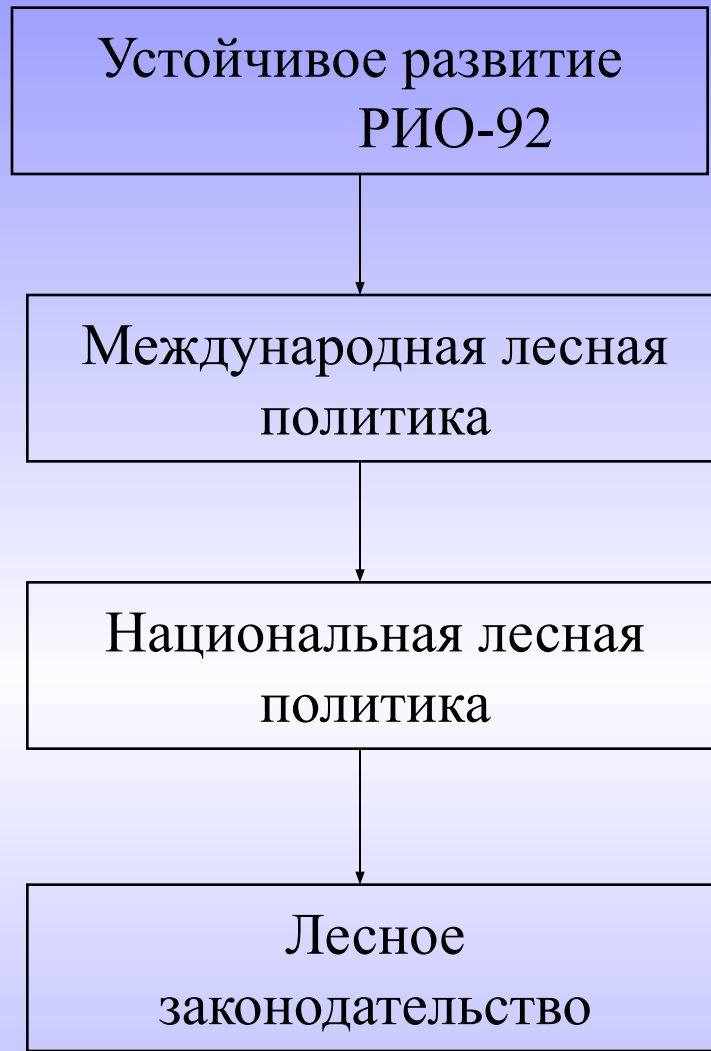 Устойчивое развитие
РИО-92
Международная лесная
политика
Национальная лесная
политика
Лесное
законодательство